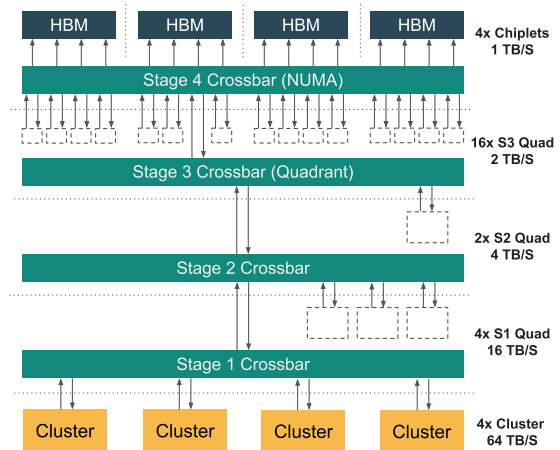 HBM
HBM
HBM
HBM
4x Chiplets
1 TB/S
Stage 4 Crossbar (NUMA)
16x S3 Quad
2 TB/S
Stage 3 Crossbar (Quadrant)
2x S2 Quad
4 TB/S
Stage 2 Crossbar
4x S1 Quad
16 TB/S
Stage 1 Crossbar
Cluster
Cluster
Cluster
Cluster
4x Cluster
64 TB/S